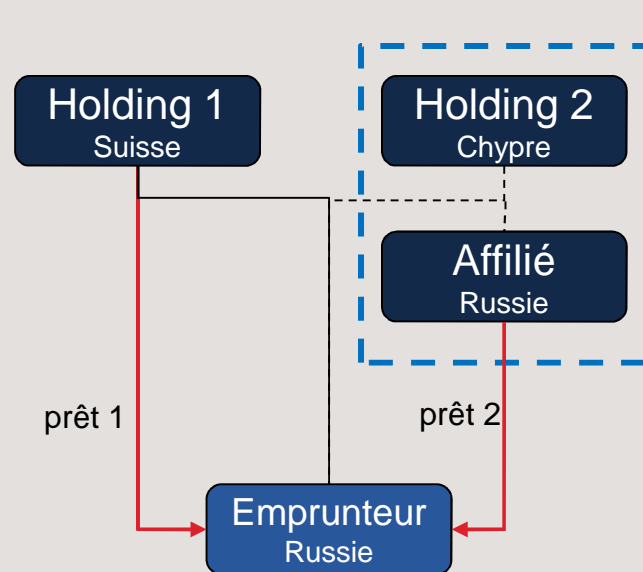 Holding 1
Suisse
Holding 2
Chypre
Affilié
Russie
prêt 1
prêt 2
Emprunteur
Russie